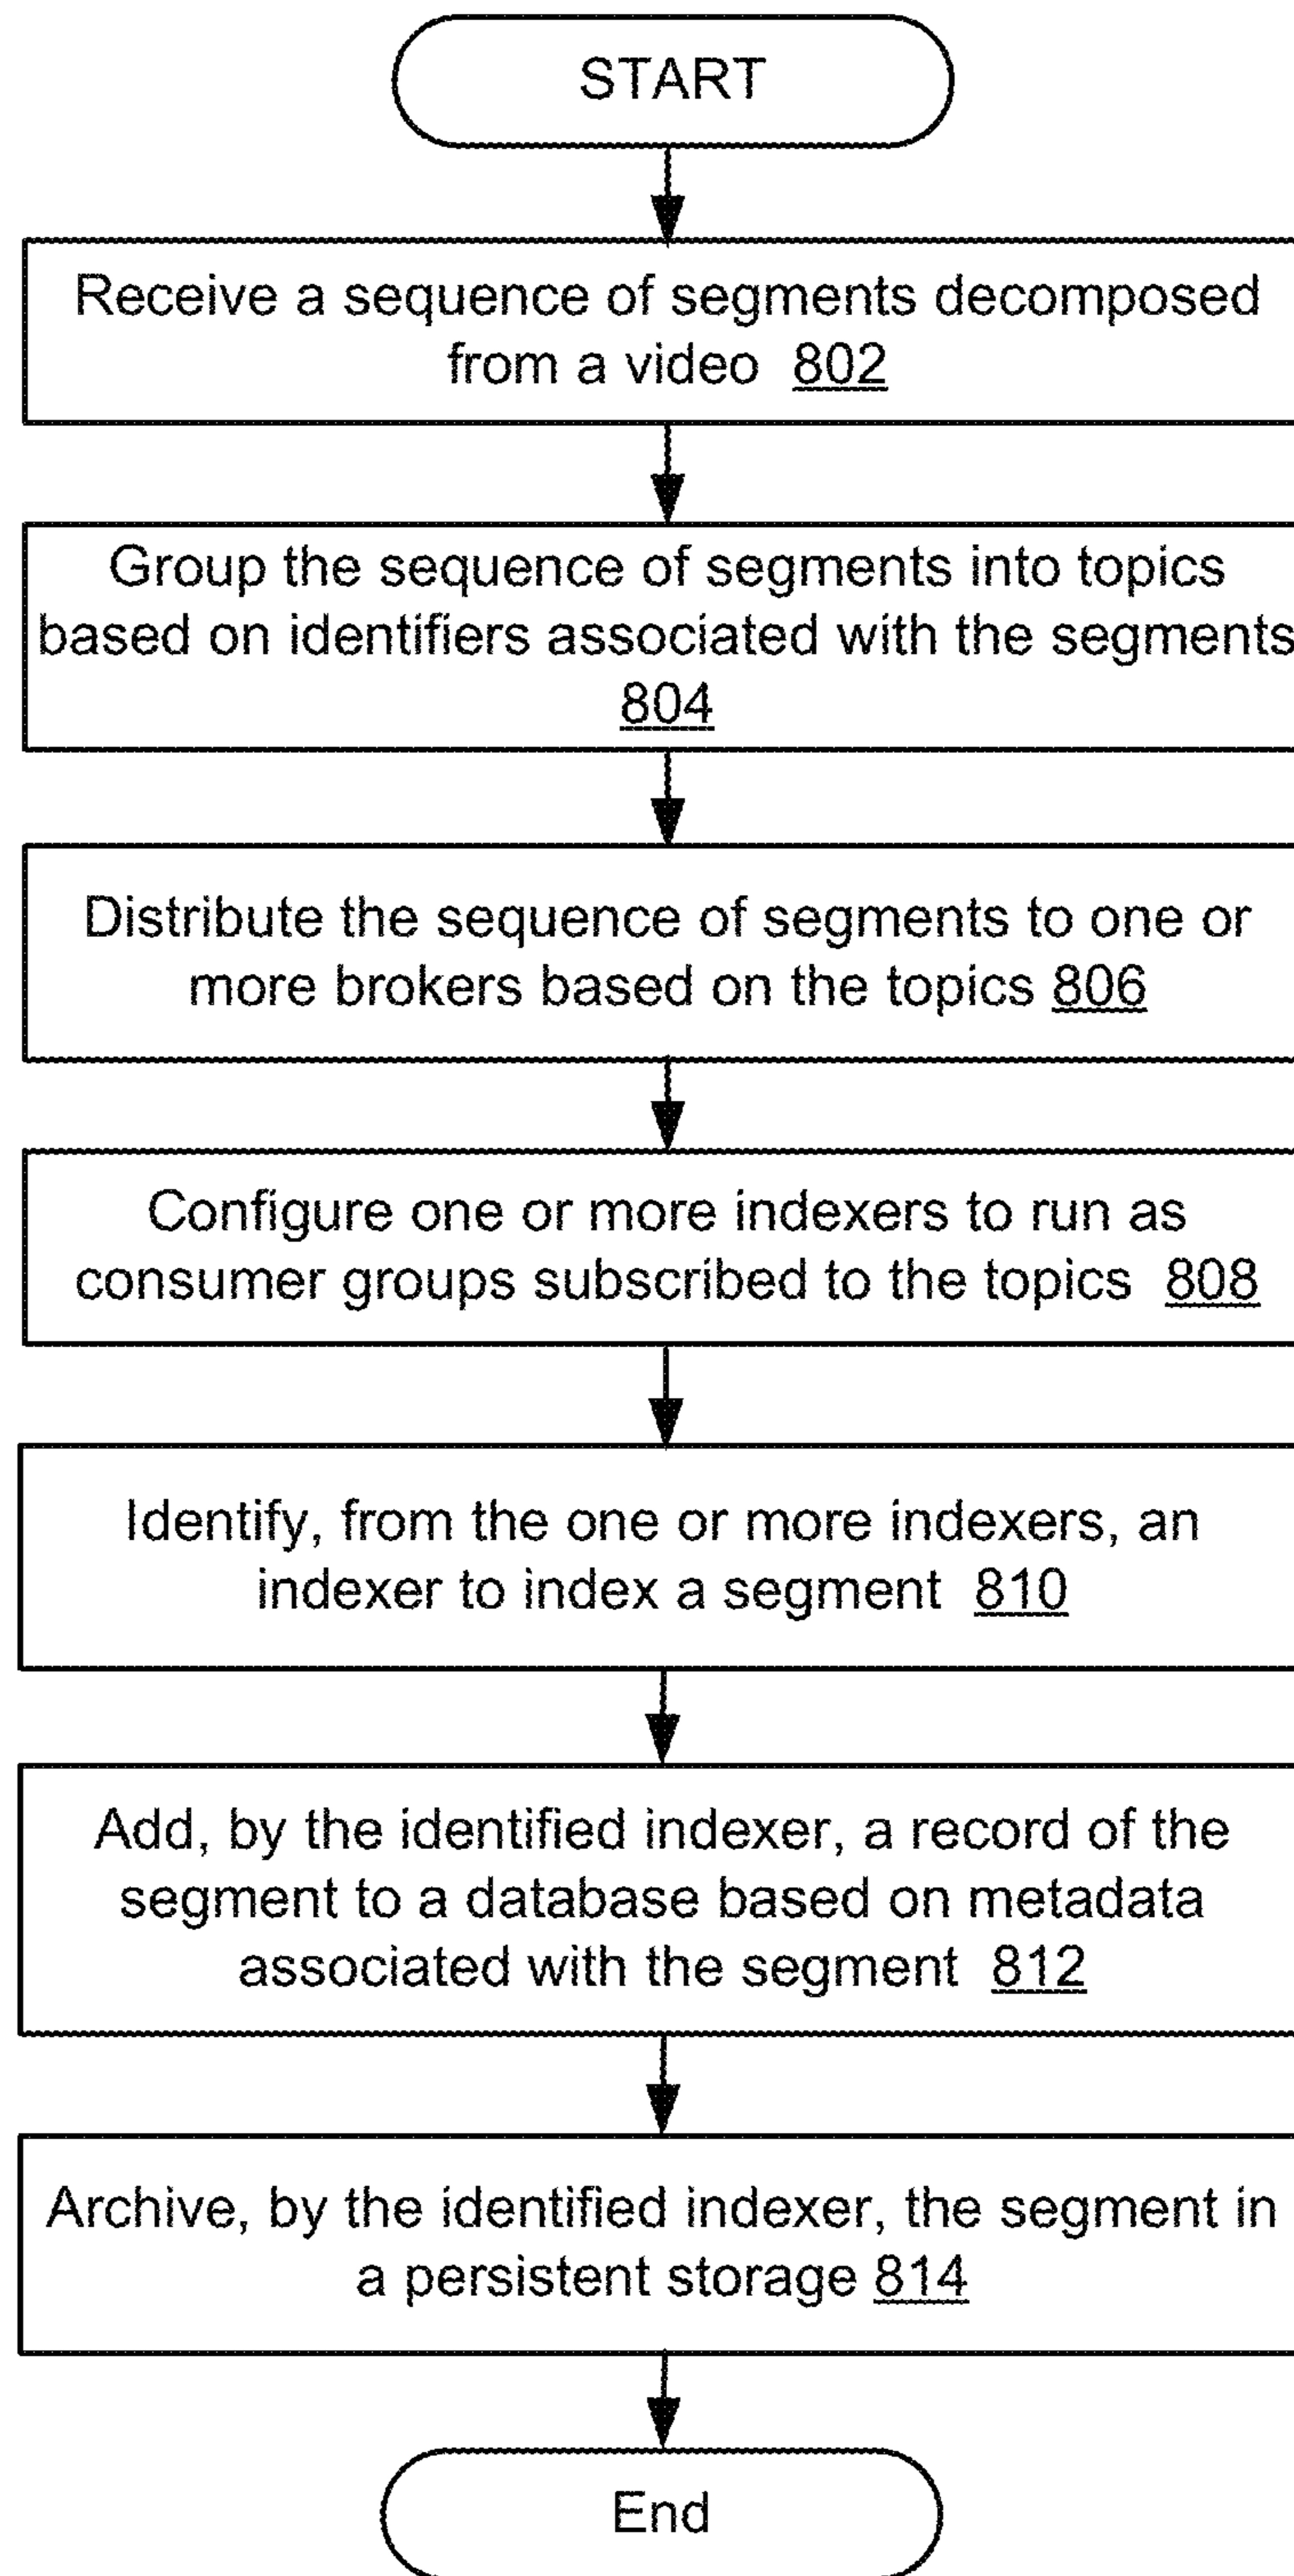 START
Receive a sequence of segments decomposed
from a video 802
Group the sequence of segments into topics
based on identifiers associated with the segments
804
Distribute the sequence of segments to one or
more brokers based on the topics 806
Configure one or more indexers to run as
consumer groups subscribed to the topics 808
Identify, from the one or more indexers, an
indexer to index a segment 810
Add, by the identified indexer, a record of the
segment to a database based on metadata
associated with the segment 812
Archive, by the identified indexer, the segment in
a persistent storage 814
End